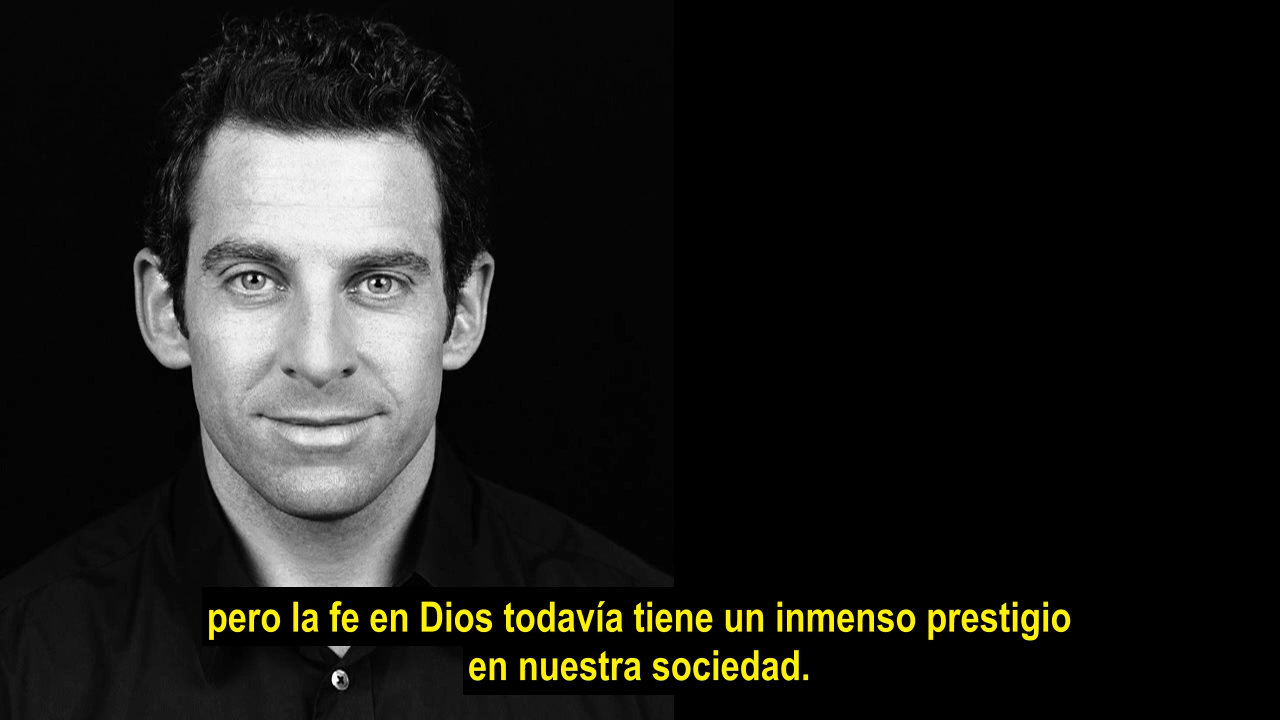 pero la fe en Dios todavía tiene un inmenso prestigio
en nuestra sociedad.